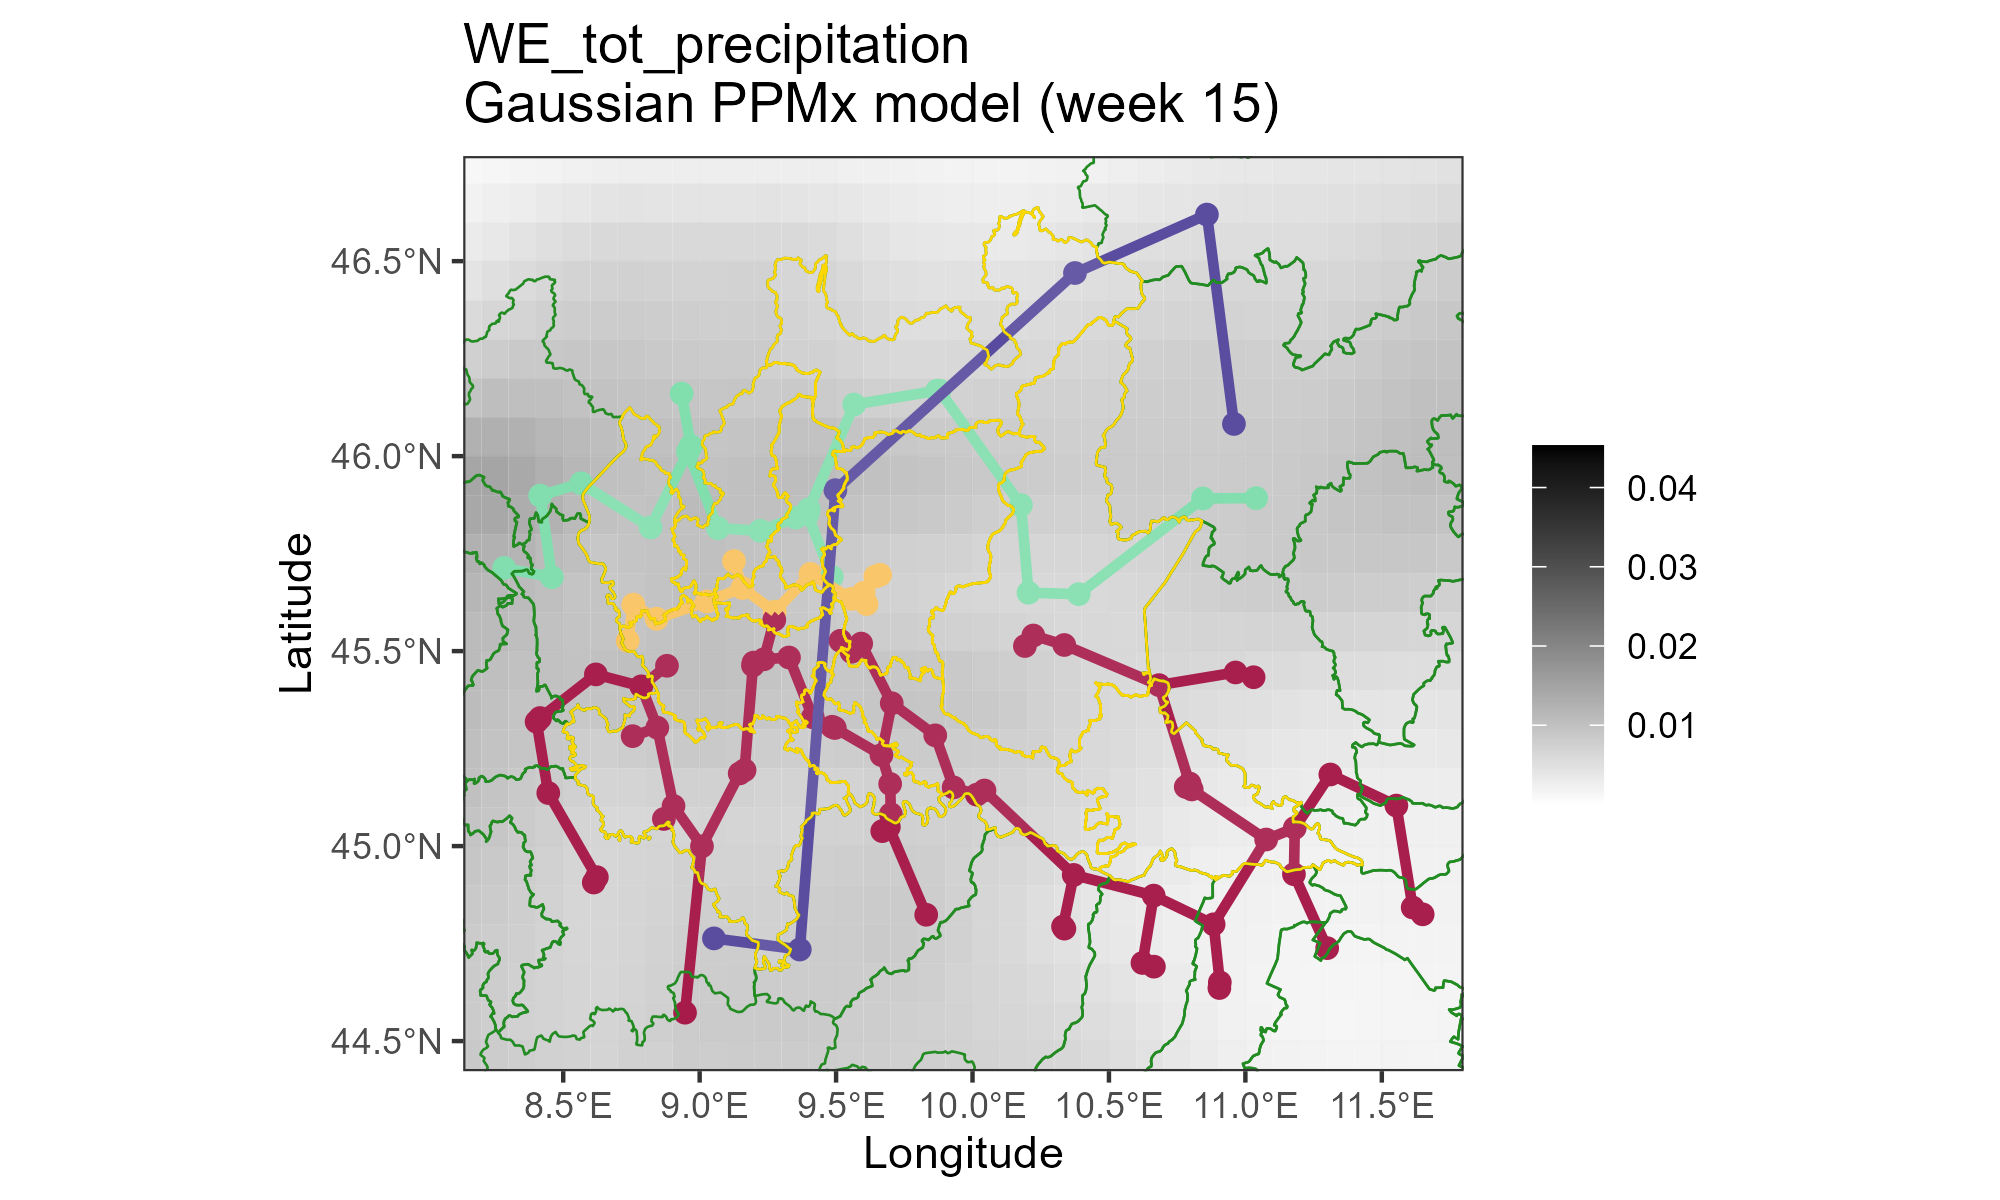 WE_tot_precipitation
Gaussian PPMx model (week 15)
46.5°N
46.0°N
45.5°N
45.0°N
44.5°N
Latitude
8.5°E 9.0°E 9.5°E 10.0°E 10.5°E 11.0°E 11.5°E
Longitude
0.04
0.03
0.02
0.01